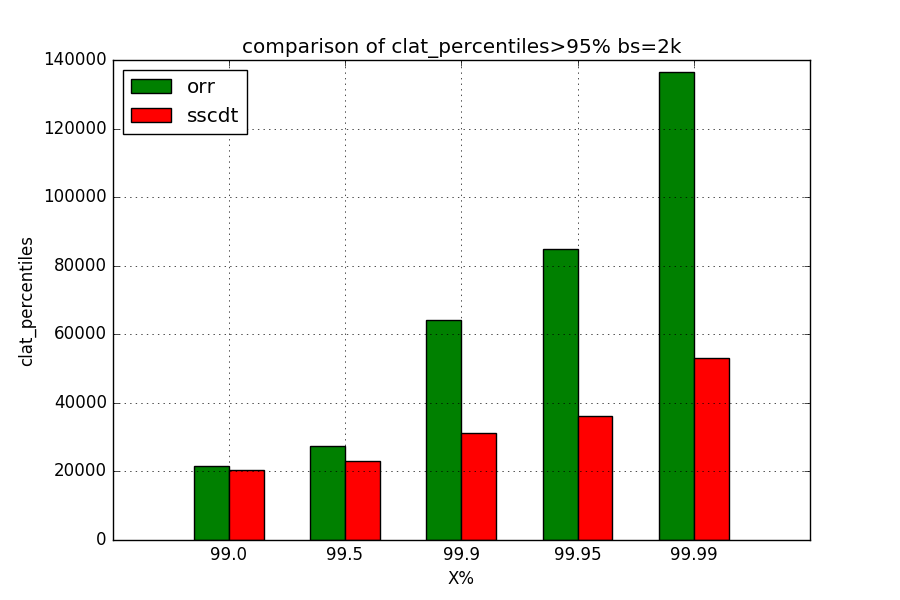 comparison of clat_percentiles>95% bs=2k
140000
120000
100000
80000
60000
40000
20000
0
clat_percentiles
orr
sscdt
99.0 99.5 99.9 99.95 99.99
X%